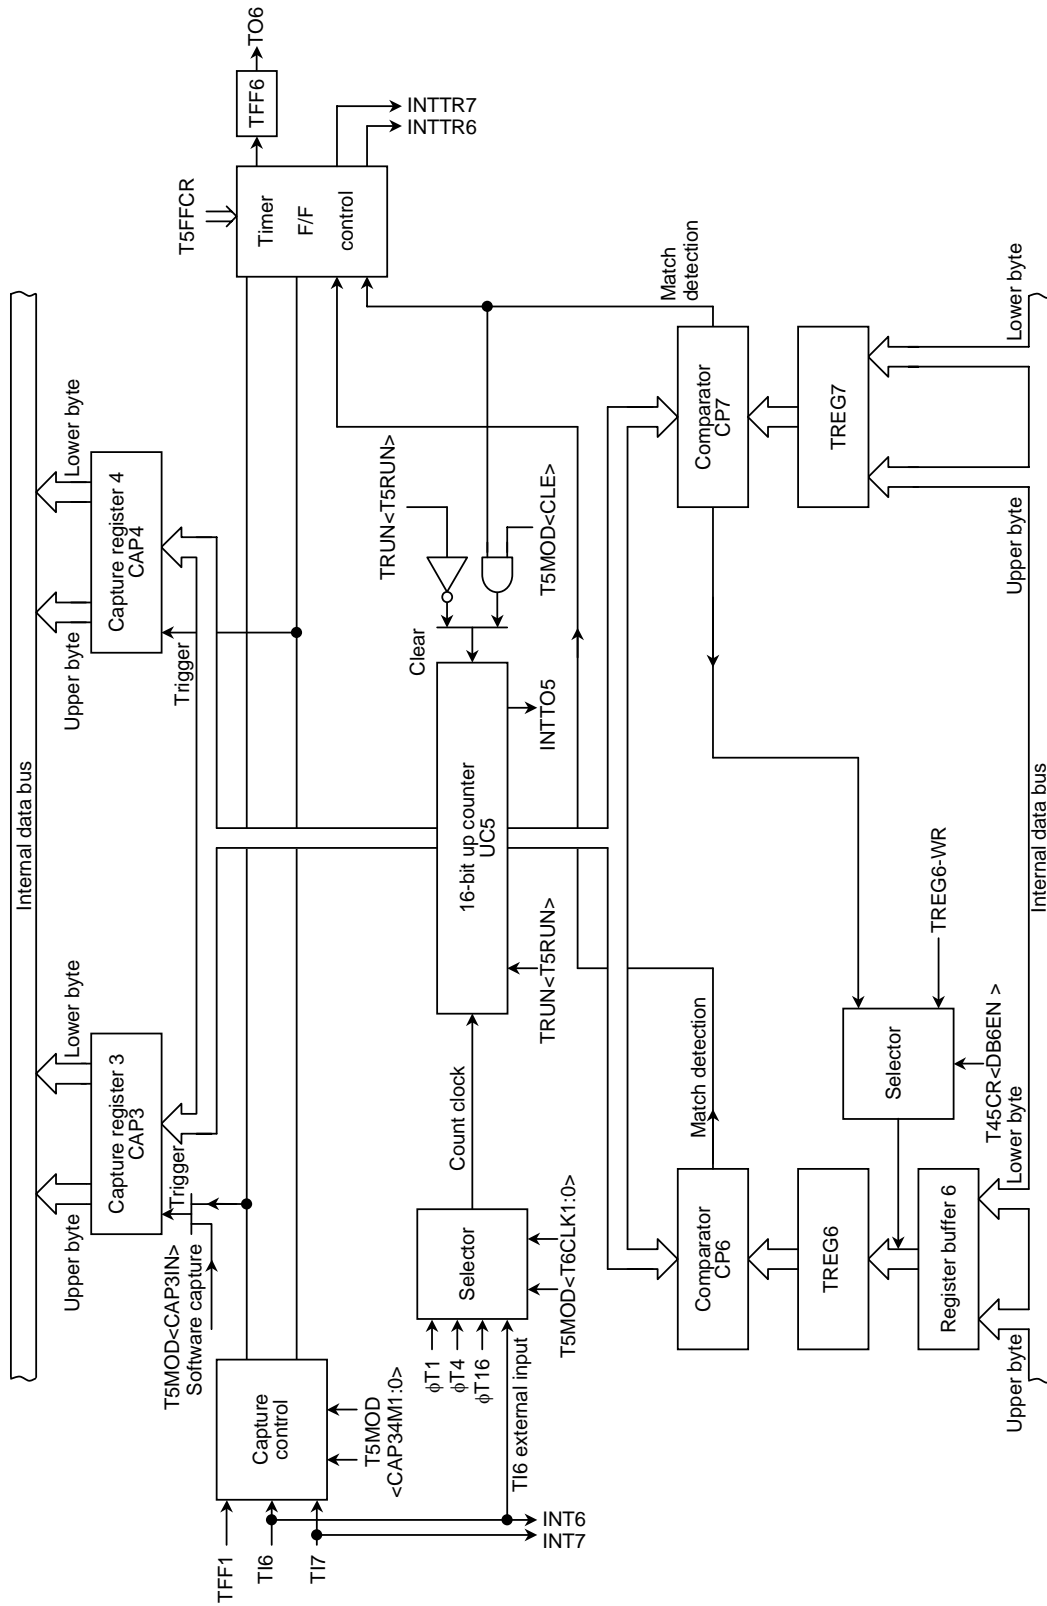 Internal data bus
Upper byte
Lower byte
Upper byte
Lower byte
Capture register 3
CAP3
Capture register 4
CAP4
T5MOD<CAP3IN>
Software capture
Trigger
Trigger
T5FFCR
TFF1
TI6
TI7
Capture
control
Timer
F/F
control
TFF6
TO6
T5MOD
<CAP34M1:0>
INTTR7
INTTR6
INT6
INT7
TI6 external input
ϕT1
ϕT4
ϕT16
Selector
T5MOD<T6CLK1:0>
Count clock
16-bit up counter
UC5
Clear
TRUN<T5RUN>
T5MOD<CLE>
TRUN<T5RUN>
INTTO5
Match detection
Match
detection
Comparator
CP6
Comparator
CP7
TREG6
TREG7
Selector
TREG6-WR
T45CR<DB6EN >
Register buffer 6
Upper byte
Lower byte
Upper byte
Lower byte
Internal data bus